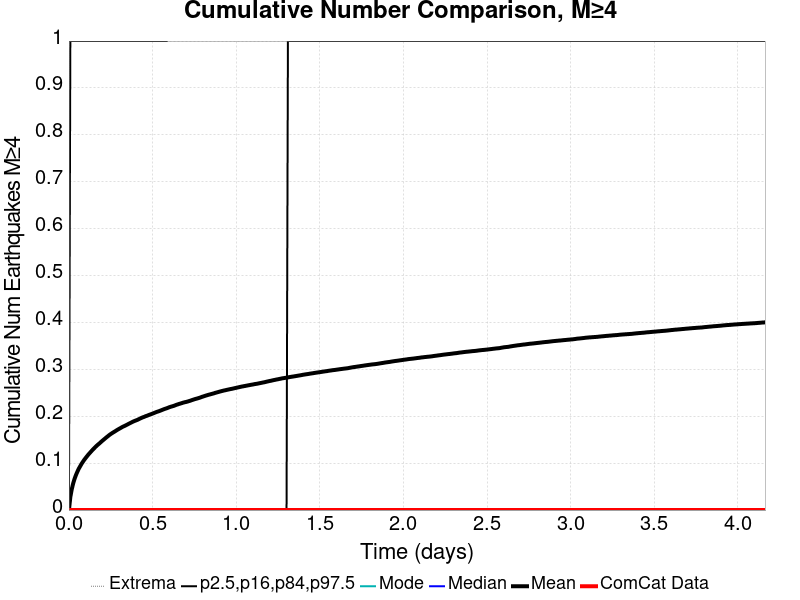 Cumulative Number Comparison, M≥4
Cumulative Num Earthquakes M≥4
1
0.9
0.8
0.7
0.6
0.5
0.4
0.3
0.2
0.1
0
0.0 0.5 1.0 1.5 2.0 2.5 3.0 3.5 4.0
Time (days)
Extrema p2.5,p16,p84,p97.5 Mode Median Mean ComCat Data